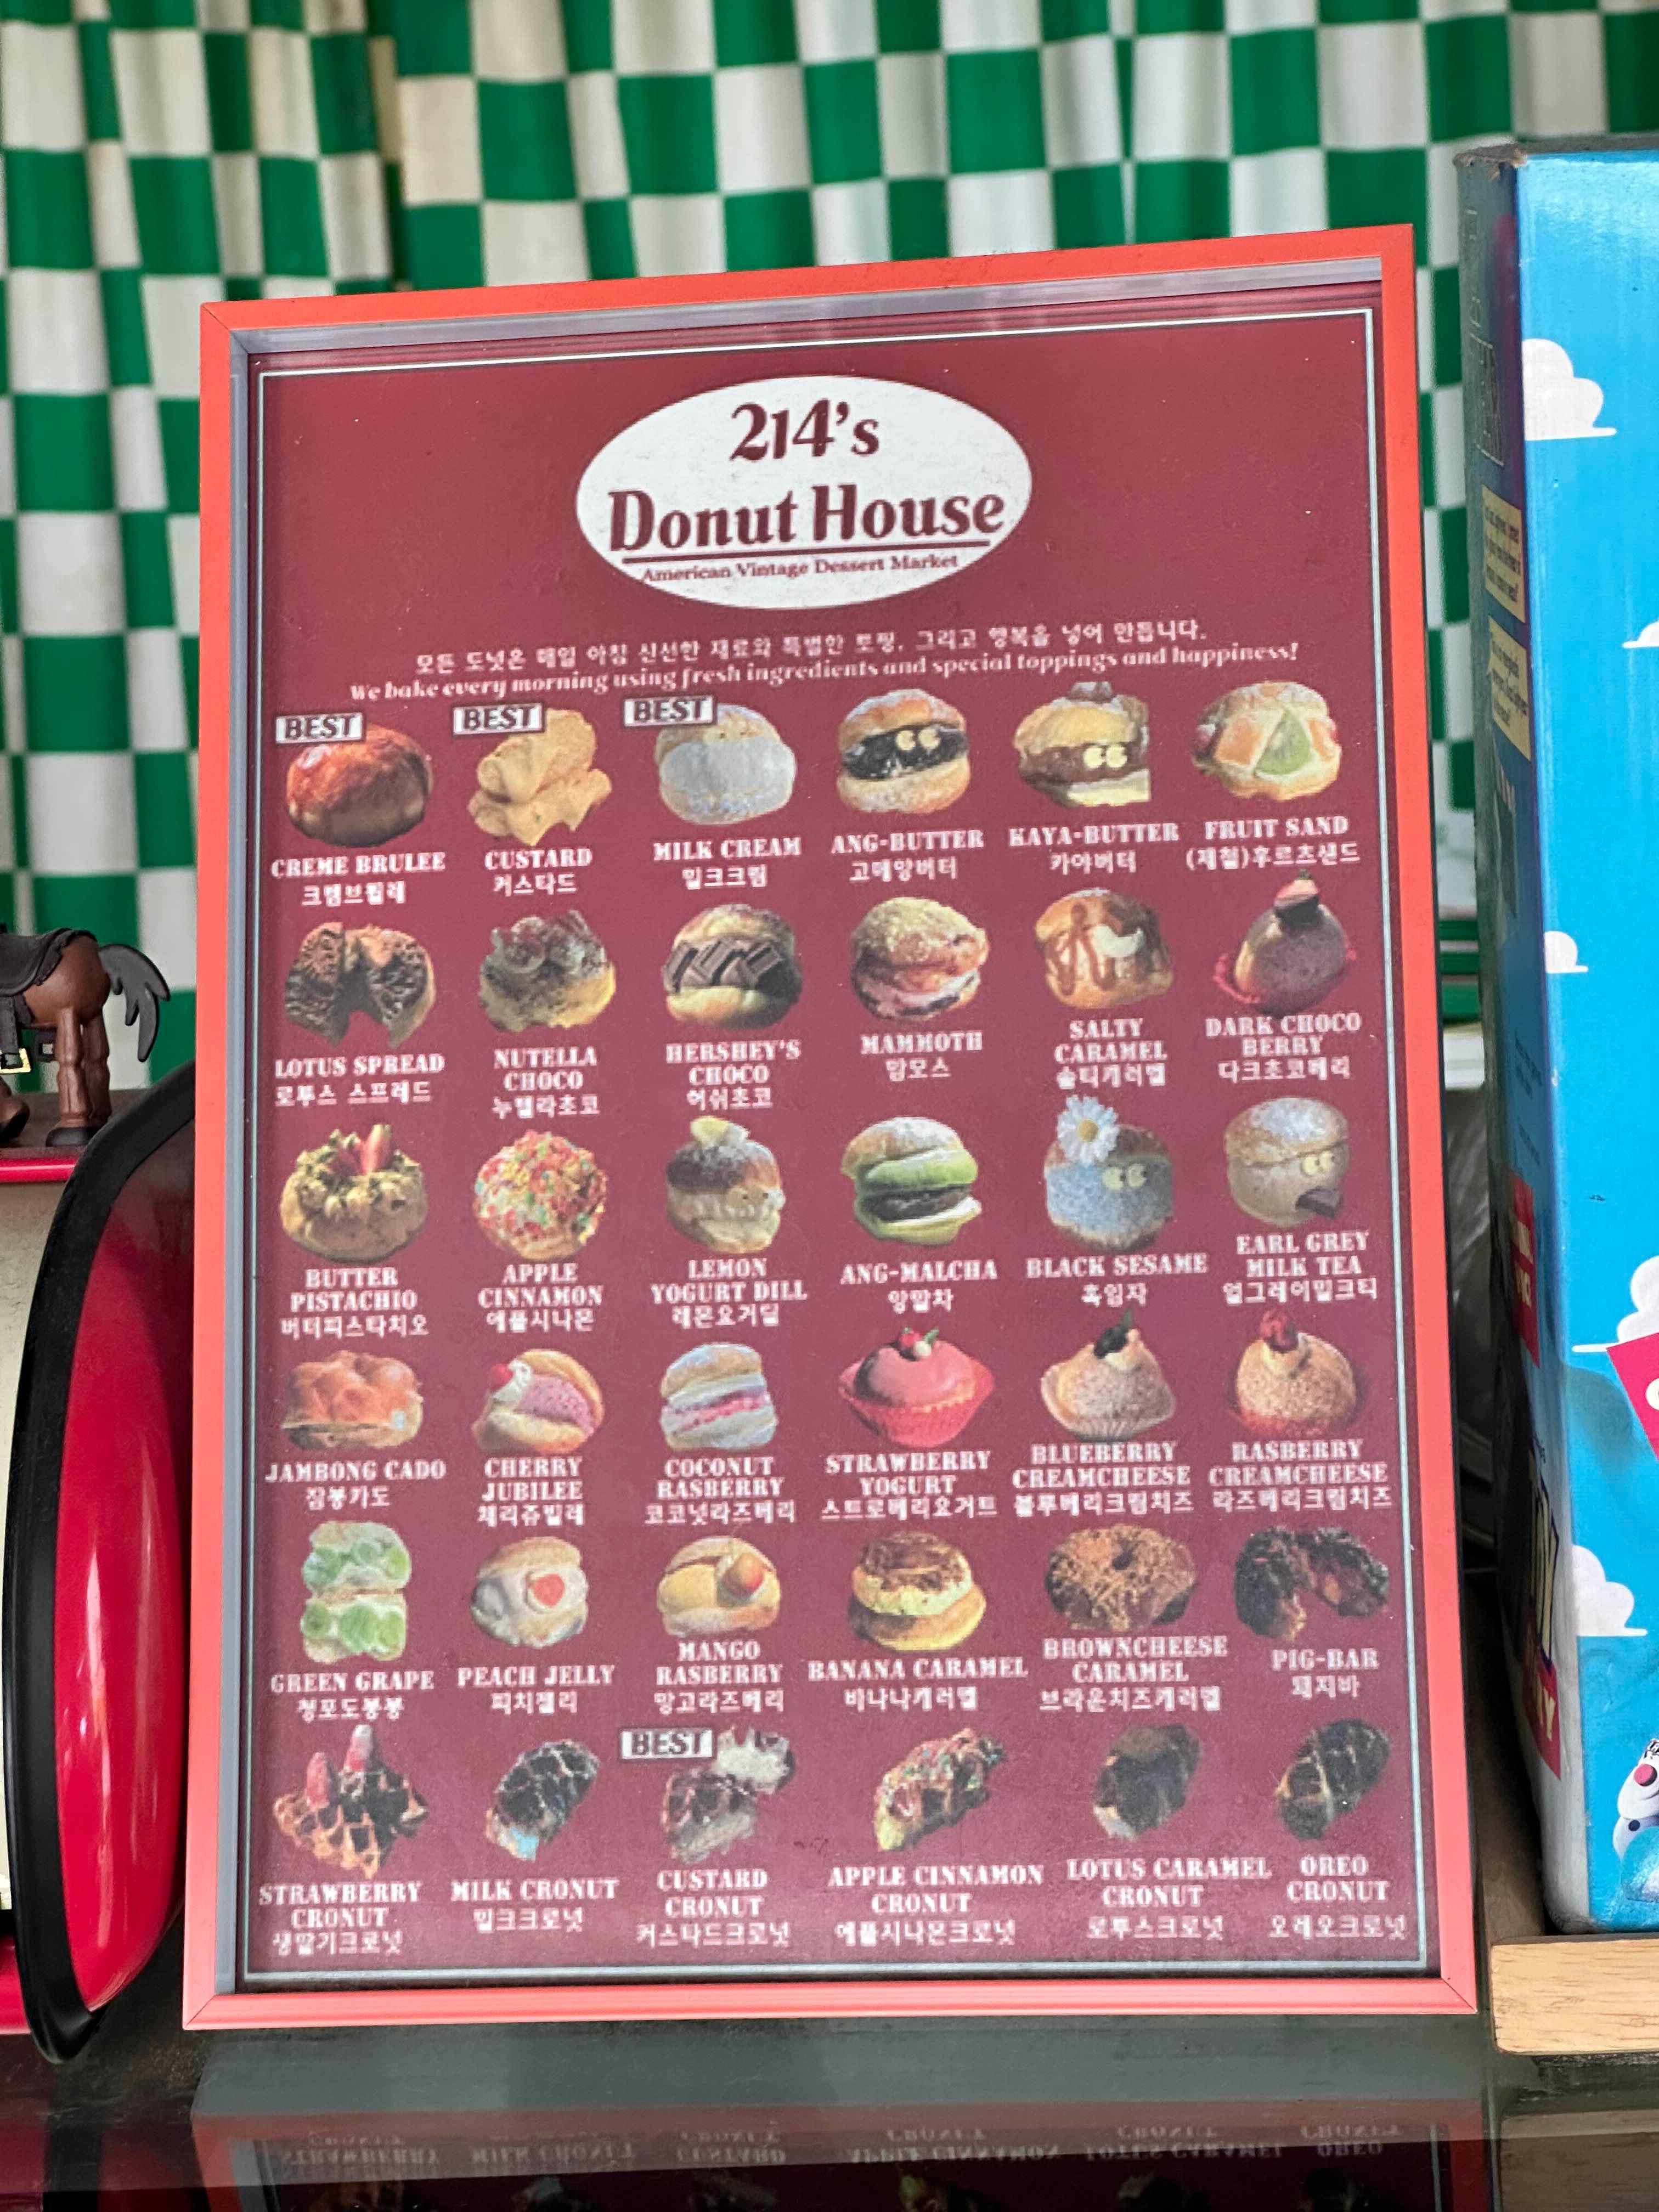 214's
Donut House
American Vintage Dessert Market
모든 도넛은 매일 아침 신선한 재료와 특별한 토핑, 그리고 행복을 넣어 만듭니다.
We bake every morning using fresh ingredients and special toppings and happiness!
BEST
CREME BRULEE
크렘브륄레
BEST
CUSTARD
커스타드
BEST
MILK CREAM
밀크크림
ANG-BUTTER
고메앙버터
KAYA-BUTTER
카야버터
FRUIT SAND
(제철)후르츠샌드
LOTUS SPREAD
로투스 스프레드
NUTELLA
CHOCO
누텔라초코
HERSHEY'S
CHOCO
허쉬초코
MAMMOTH
맘모스
SALTY
CARAMEL
솔티캐러멜
DARK CHOCO
BERRY
다크초코베리
BUTTER
PISTACHIO
버터피스타치오
APPLE
CINNAMON
애플시나몬
LEMON
YOGURT DILL
레몬요거딜
ANG-MALCHA
앙말차
BLACK SESAME
흑임자
EARL GREY
MILK TEA
얼그레이밀크티
JAMBONG CADO
잠봉카도
CHERRY
JUBILEE
체리쥬빌레
COCONUT
RASBERRY
코코넛라즈베리
STRAWBERRY
YOGURT
스트로베리요거트
BLUEBERRY
CREAMCHEESE
블루베리크림치즈
RASBERRY
CREAMCHEESE
라즈베리크림치즈
GREEN GRAPE
청포도봉봉
PEACH JELLY
피치젤리
MANGO
RASBERRY
망고라즈베리
BANANA CARAMEL
바나나캐러멜
BROWNCHEESE
CARAMEL
브라운치즈캐러멜
PIG-BAR
돼지바
STRAWBERRY
CRONUT
생딸기크로넛
MILK CRONUT
밀크크로넛
BEST
CUSTARD
CRONUT
커스타드크로넛
APPLE CINNAMON
CRONUT
애플시나몬크로넛
LOTUS CARAMEL
CRONUT
로투스크로넛
OREO
CRONUT
오레오크로넛